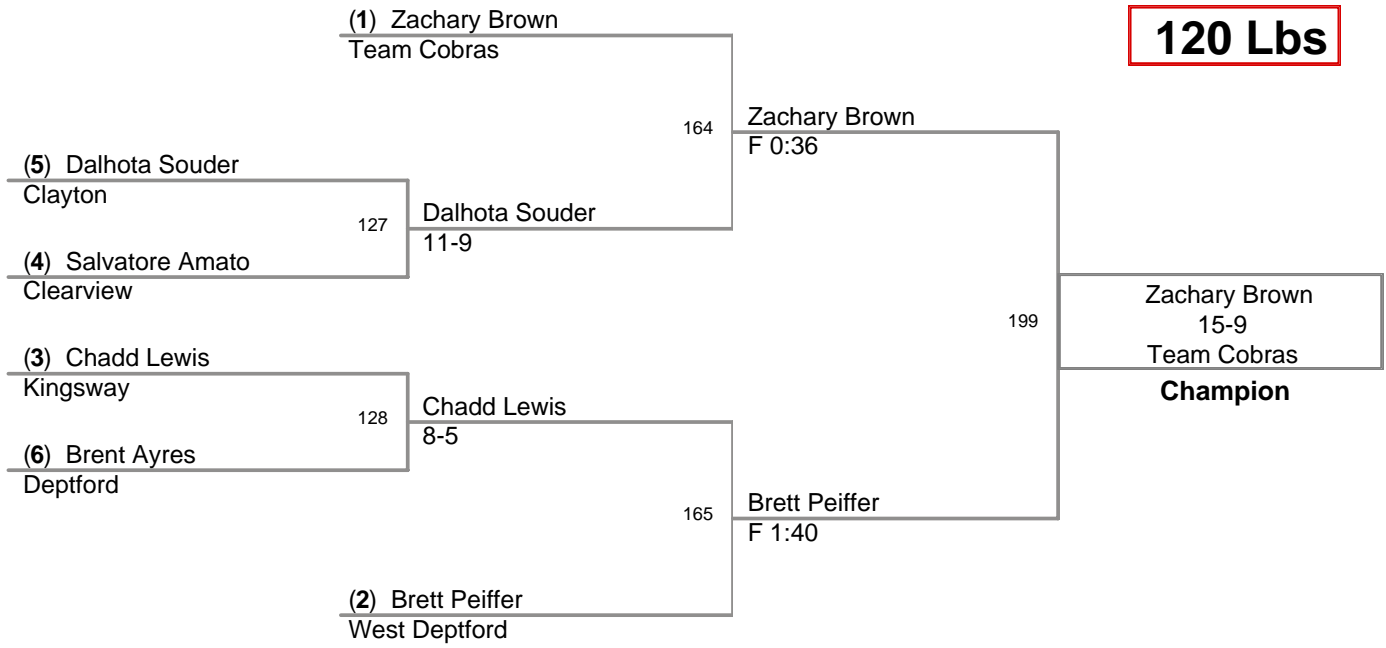 (1) Zachary Brown
Team Cobras
120 Lbs
164
Zachary Brown
F 0:36
(5) Dalhota Souder
Clayton
127
Dalhota Souder
11-9
(4) Salvatore Amato
Clearview
199
Zachary Brown
15-9
Team Cobras
Champion
(3) Chadd Lewis
Kingsway
128
Chadd Lewis
8-5
(6) Brent Ayres
Deptford
165
Brett Peiffer
F 1:40
(2) Brett Peiffer
West Deptford